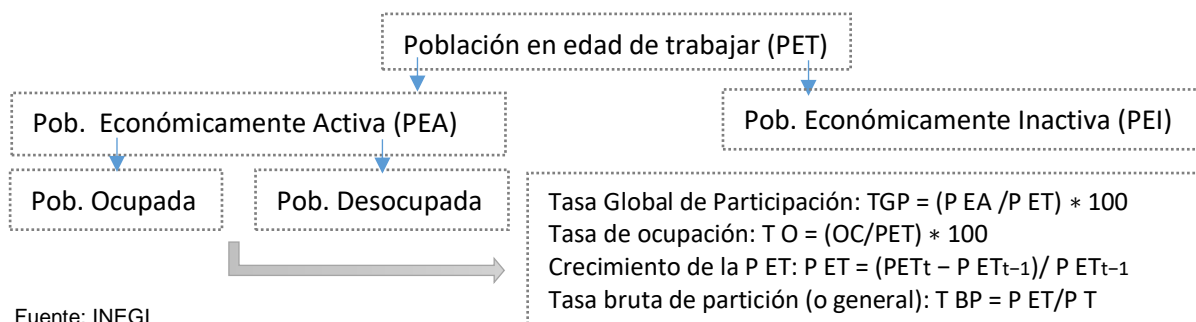 Población en edad de trabajar (PET)
Pob. Económicamente Activa (PEA)
Pob. Económicamente Inactiva (PEI)
Pob. Ocupada
Pob. Desocupada
Tasa Global de Participación: TGP = (P EA /P ET) ∗ 100
Tasa de ocupación: T O = (OC/PET) ∗ 100
Crecimiento de la P ET: P ET = (PETt − P ETt−1)/ P ETt−1
Tasa bruta de partición (o general): T BP = P ET/P T
Fuente: INEGI